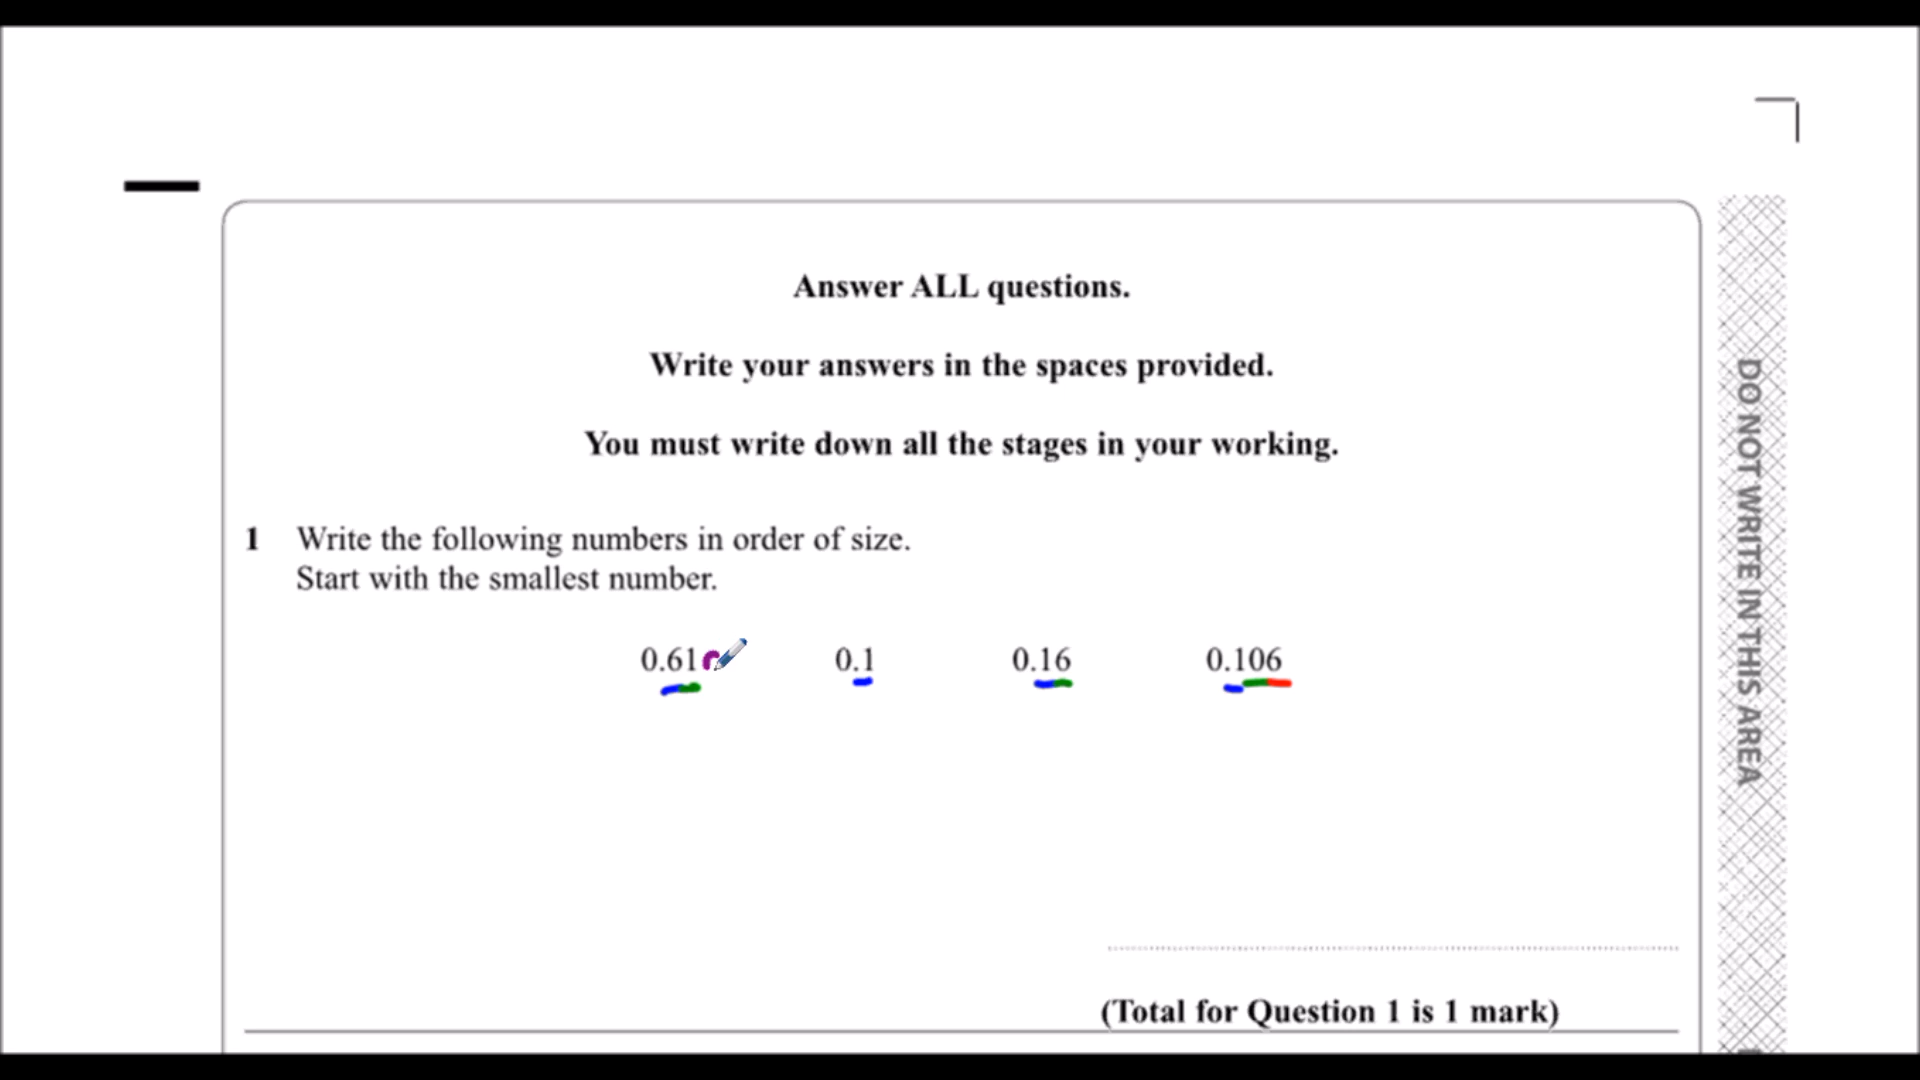 Answer ALL questions.
Write your answers in the spaces provided.
You must write down all the stages in your working.
1 Write the following numbers in order of size.
Start with the smallest number.
0.61 0.1 0.16 0.106
(Total for Question 1 is 1 mark)
DO NOT WRITE IN THIS AREA